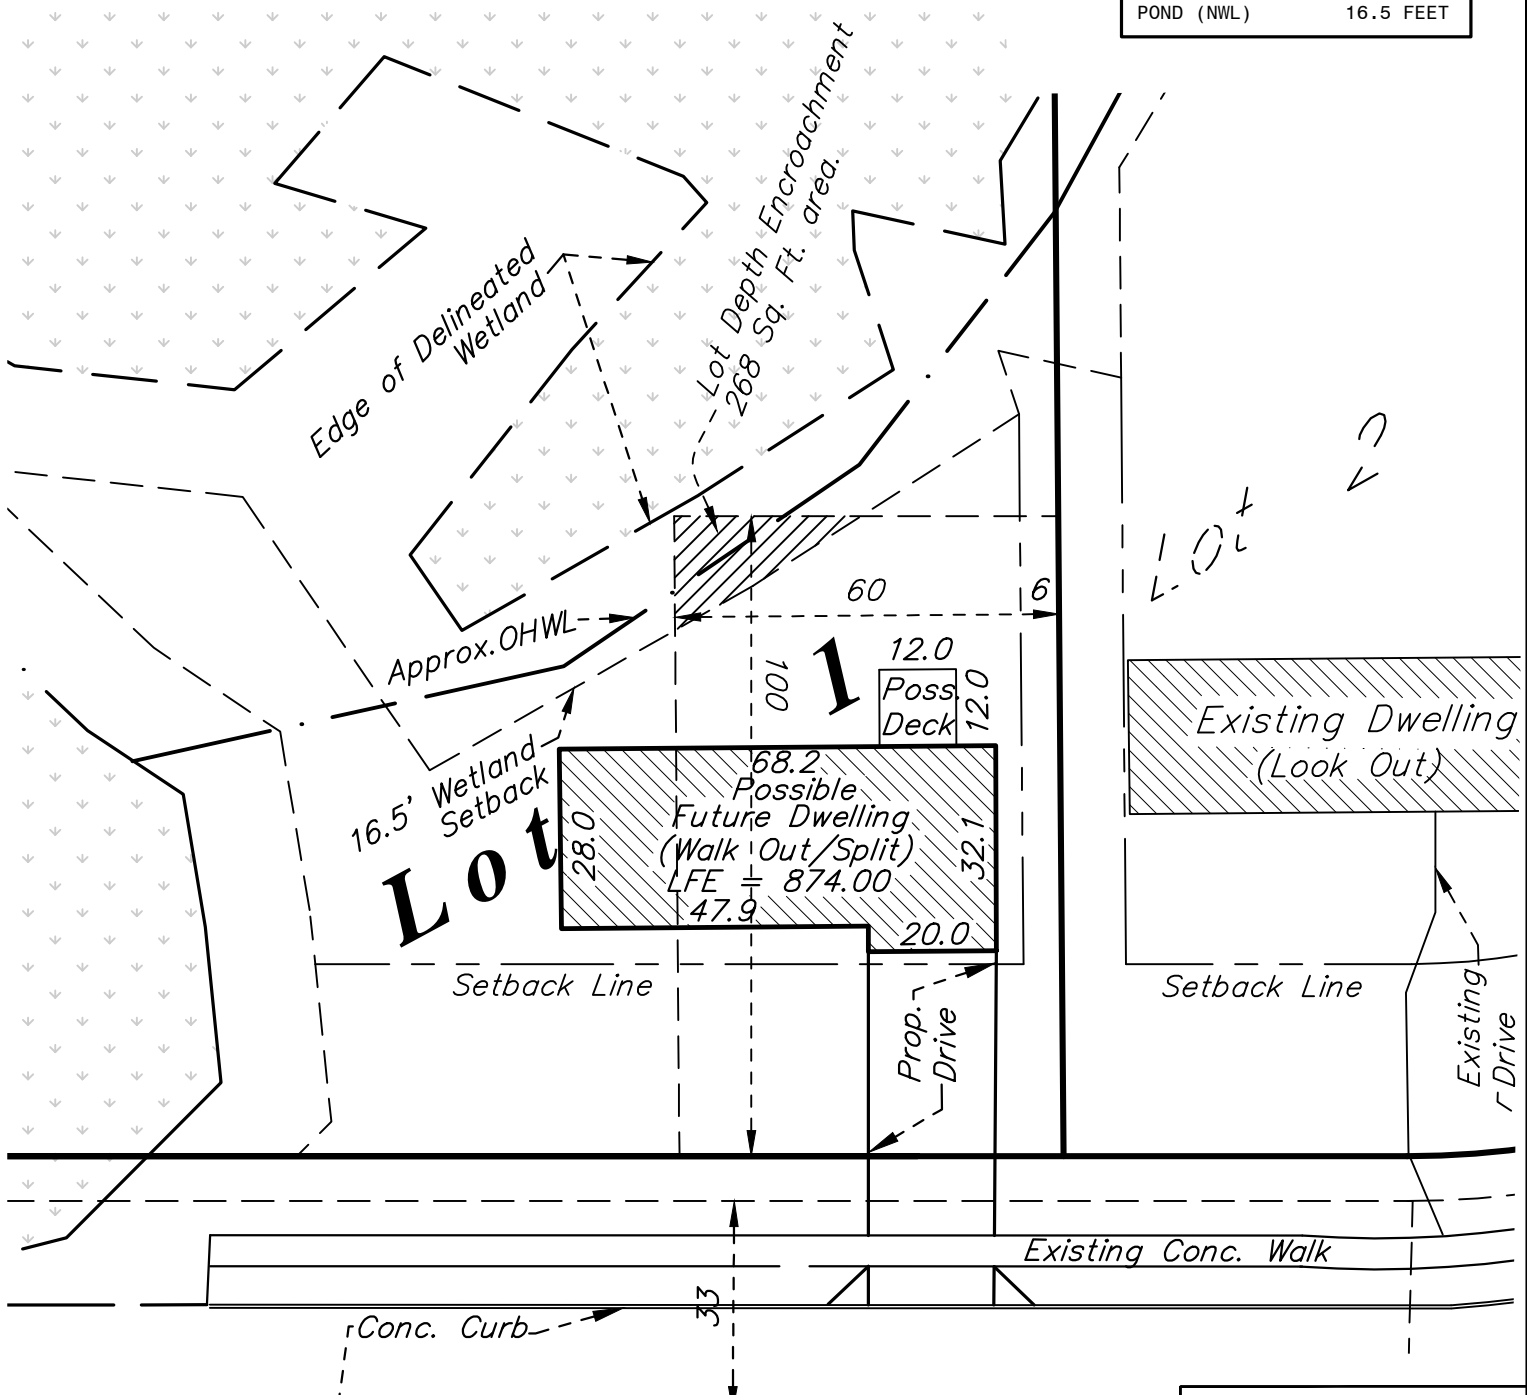 POND (NWL) 16.5 FEET
Lot Depth Encroachment
268 Sq. Ft. area.
Edge of Delineated
Wetland
Lot 2
60
6
Approx.OHWL
100
12.0
Poss.
Deck
12.0
Lot 1
16.5' Wetland
Setback
68.2
Possible
Future Dwelling
(Walk Out/Split)
LFE = 874.00
47.9
28.0
32.1
20.0
Existing Dwelling
(Look Out)
Setback Line
Setback Line
Prop.
Drive
Existing
Drive
Existing Conc. Walk
33
Conc. Curb